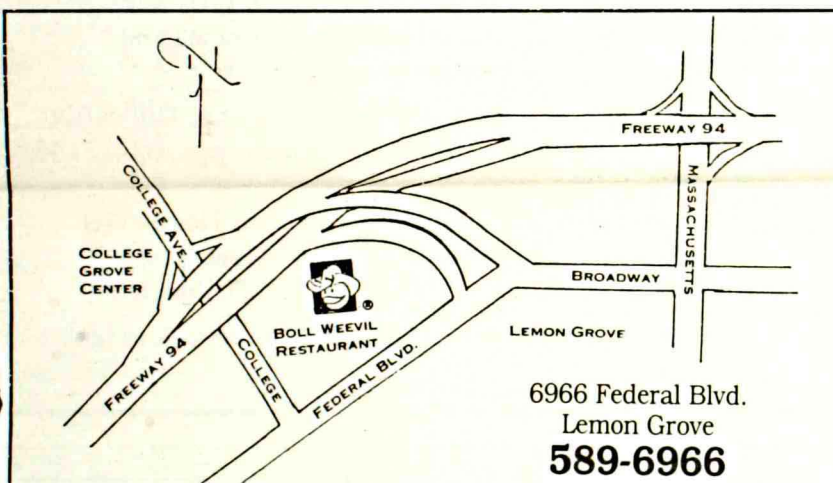 FREEWAY 94
COLLEGE AVE.
MASSACHUSETTS
COLLEGE
GROVE
CENTER
BROADWAY
®
BOLL WEEVIL
RESTAURANT
LEMON GROVE
COLLEGE
FEDERAL BLVD.
FREEWAY 94
6966 Federal Blvd.
Lemon Grove
589-6966